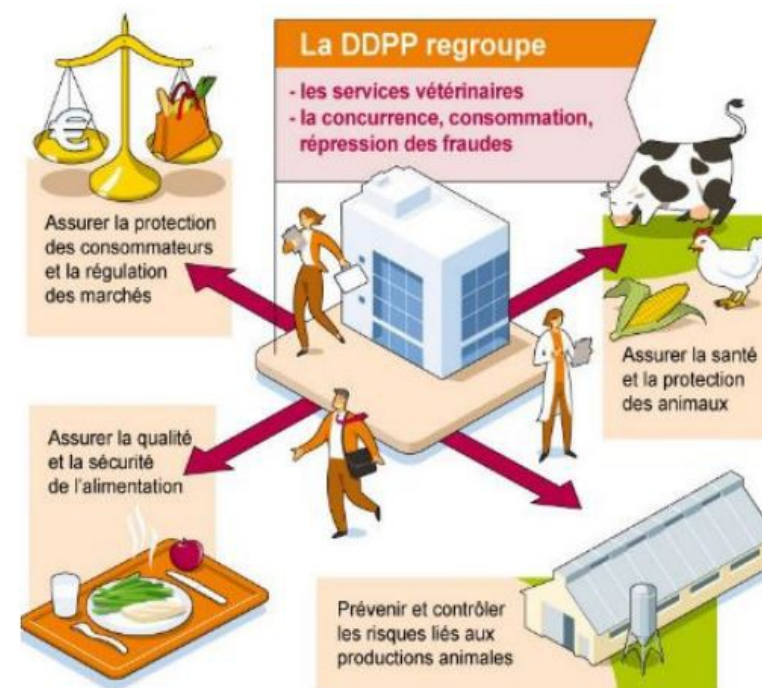 La DDPP regroupe
- les services vétérinaires
- la concurrence, consommation,
répression des fraudes
€
Assurer la protection
des consommateurs
et la régulation
des marchés
Assurer la santé
et la protection
des animaux
Assurer la qualité
et la sécurité
de l'alimentation
Prévenir et contrôler
les risques liés aux
productions animales